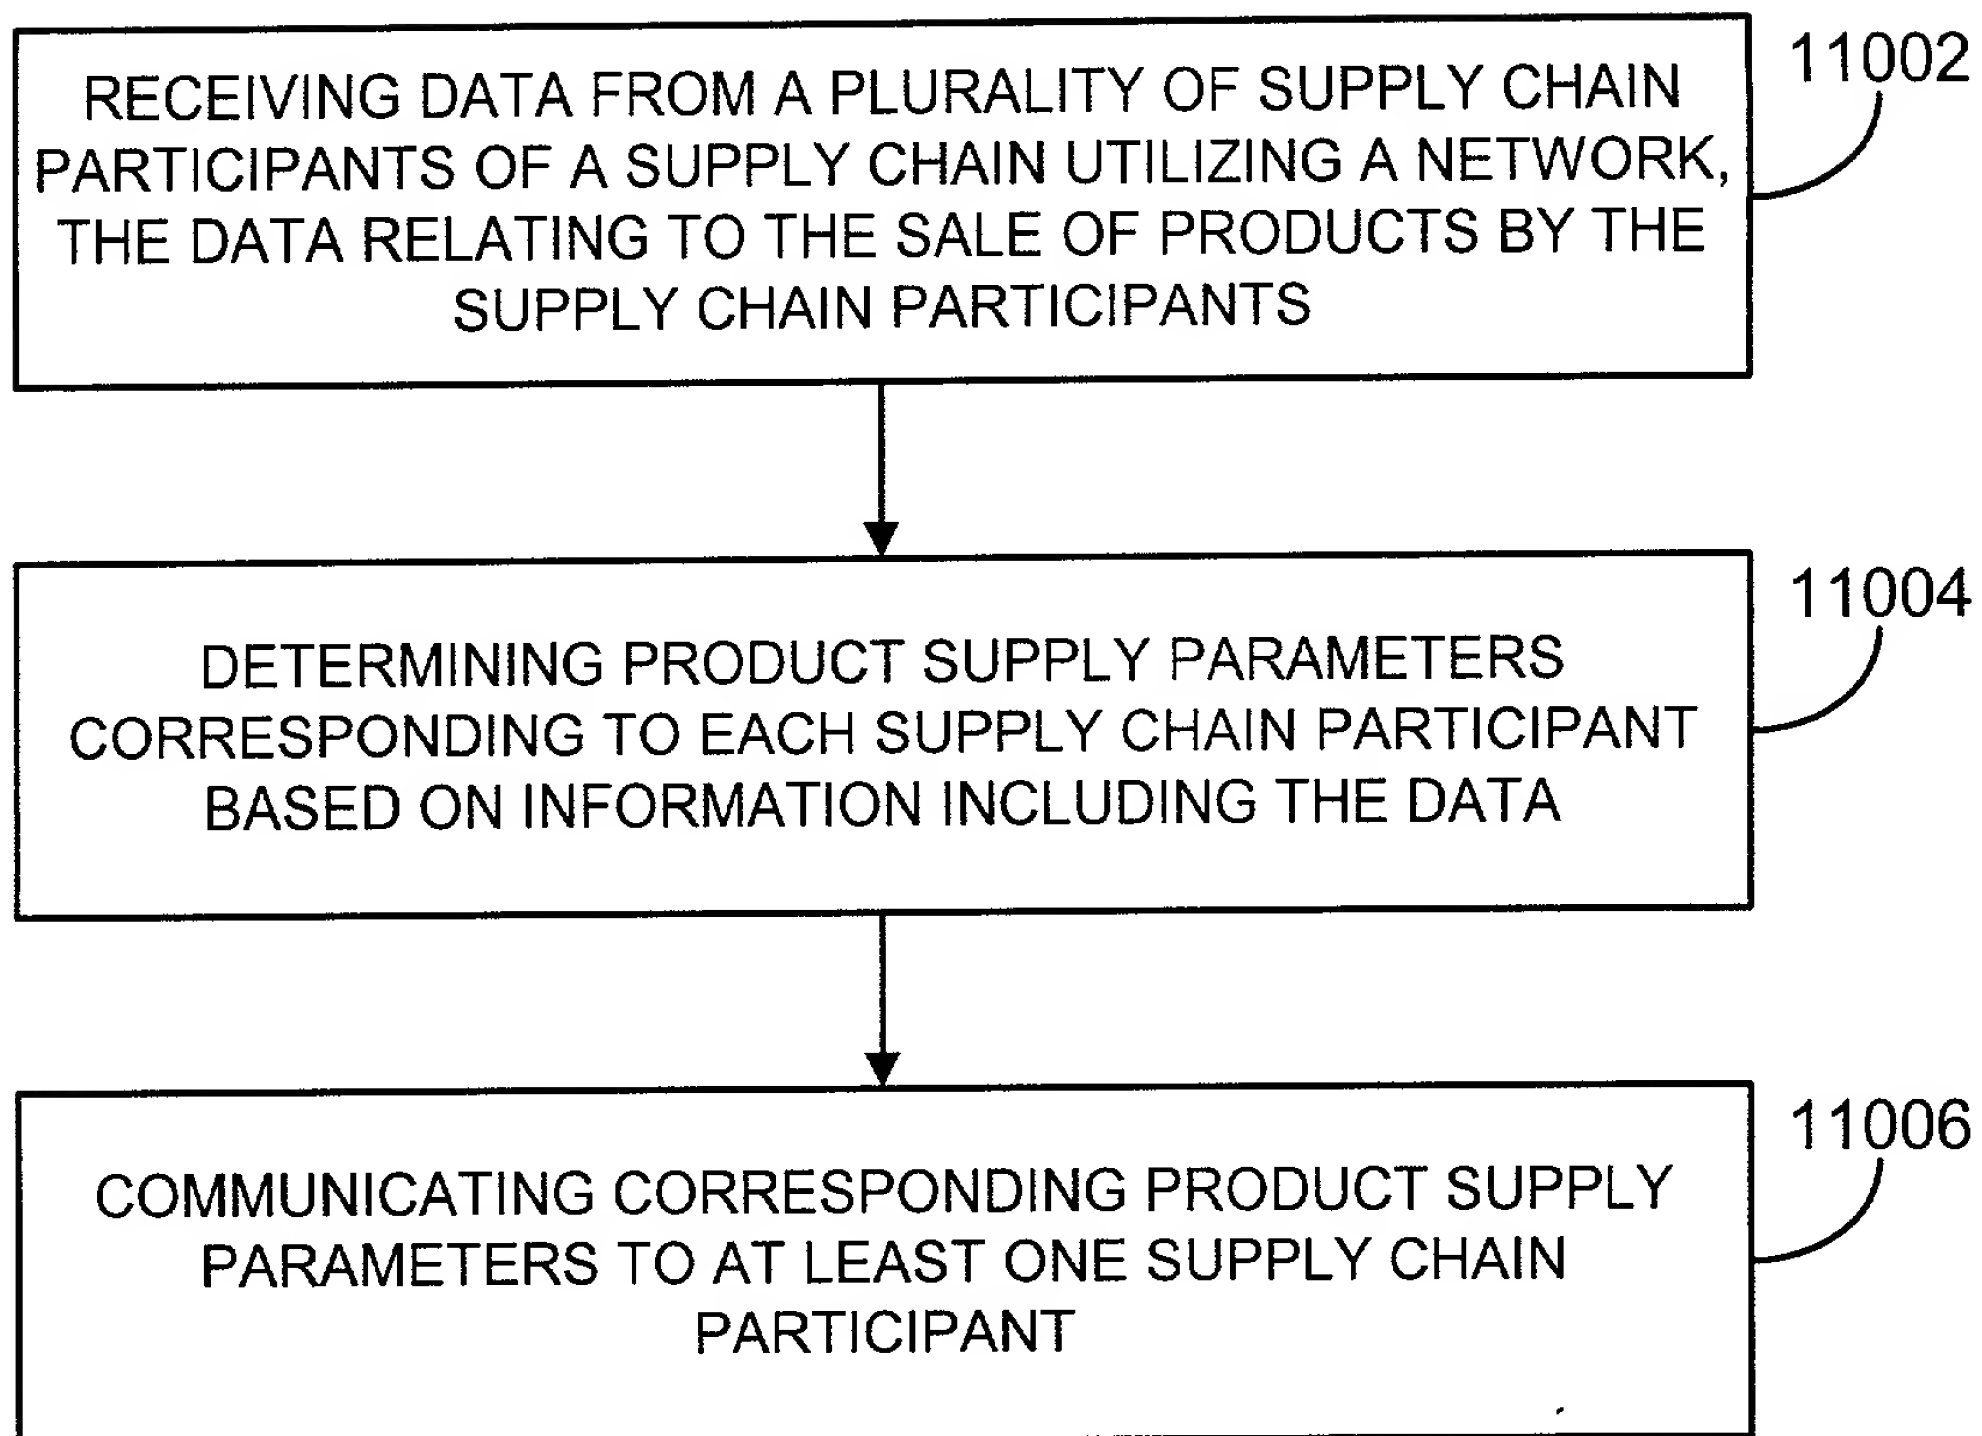 RECEIVING DATA FROM A PLURALITY OF SUPPLY CHAIN
PARTICIPANTS OF A SUPPLY CHAIN UTILIZING A NETWORK,
THE DATA RELATING TO THE SALE OF PRODUCTS BY THE
SUPPLY CHAIN PARTICIPANTS
11002
DETERMINING PRODUCT SUPPLY PARAMETERS
CORRESPONDING TO EACH SUPPLY CHAIN PARTICIPANT
BASED ON INFORMATION INCLUDING THE DATA
11004
COMMUNICATING CORRESPONDING PRODUCT SUPPLY
PARAMETERS TO AT LEAST ONE SUPPLY CHAIN
PARTICIPANT
11006